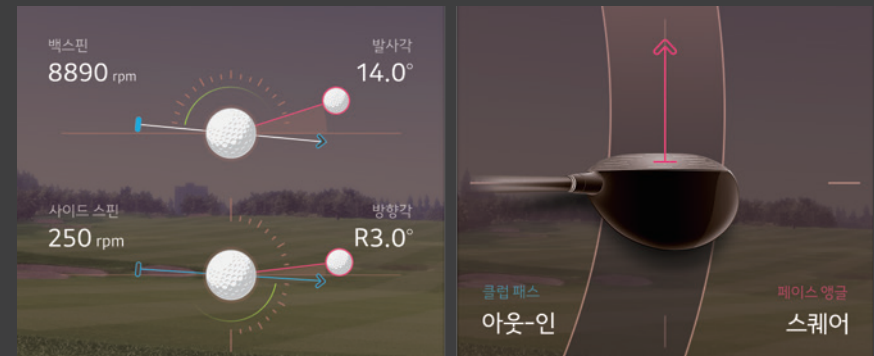 백스핀
8890 rpm
발사각
14.0°
사이드 스핀
250 rpm
방향각
R3.0°
클럽 패스
아웃-인
페이스 앵글
스퀘어